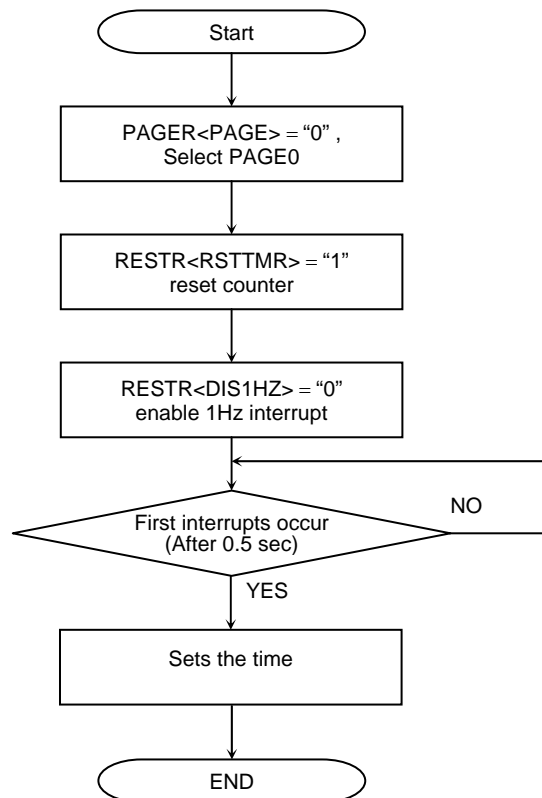 Start
PAGER<PAGE> = “0” ,
Select PAGE0
RESTR<RSTTMR> = “1”
reset counter
RESTR<DIS1HZ> = “0”
enable 1Hz interrupt
First interrupts occur
(After 0.5 sec)
NO
YES
Sets the time
END